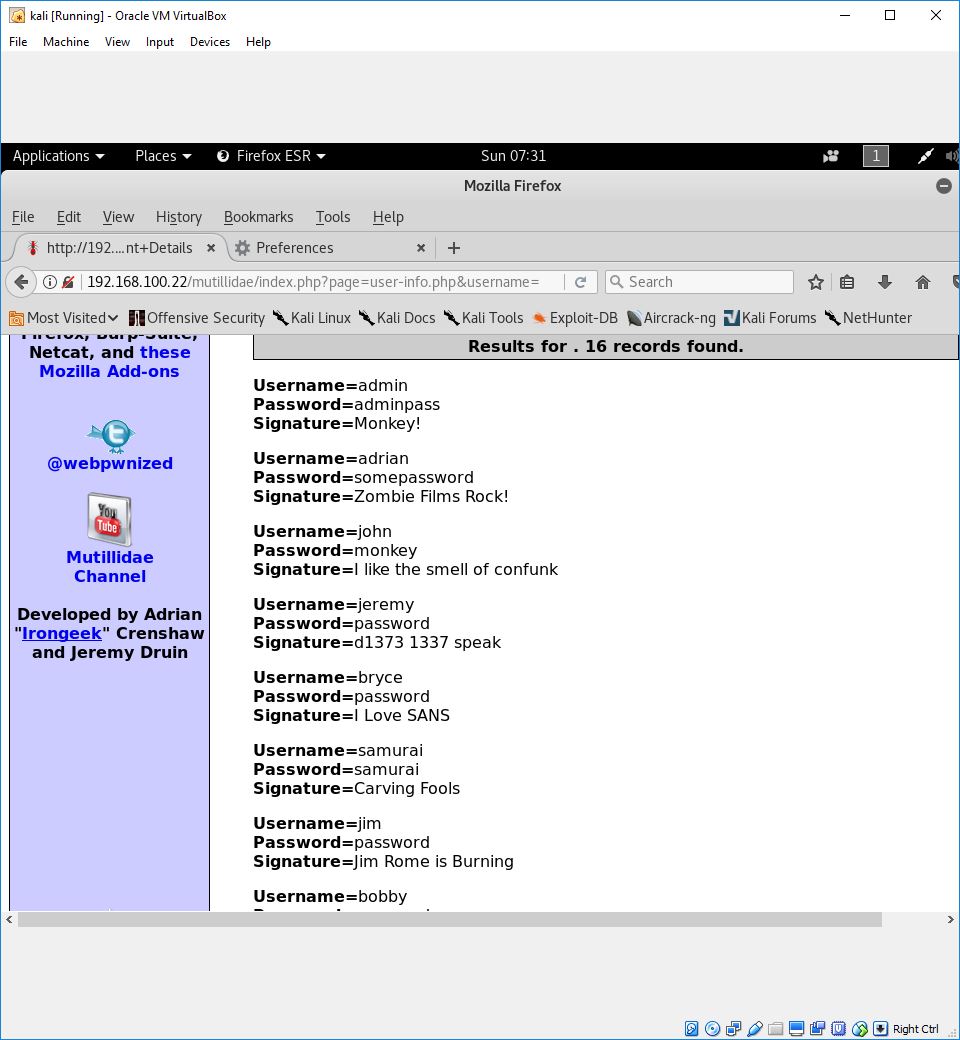 kali [Running] - Oracle VM VirtualBox
File Machine View Input Devices Help
Applications Places Firefox ESR Sun 07:31 1
Mozilla Firefox
File Edit View History Bookmarks Tools Help
http://192....nt+Details Preferences
192.168.100.22/mutillidae/index.php?page=user-info.php&username= Search
Most Visited Offensive Security Kali Linux Kali Docs Kali Tools Exploit-DB Aircrack-ng Kali Forums NetHunter
Firefox, Burp-Suite,
Netcat, and these
Mozilla Add-ons
@webpwnized
You
Tube
Mutillidae
Channel
Developed by Adrian
"Irongeek" Crenshaw
and Jeremy Druin
Results for . 16 records found.
Username=admin
Password=adminpass
Signature=Monkey!
Username=adrian
Password=somepassword
Signature=Zombie Films Rock!
Username=john
Password=monkey
Signature=I like the smell of confunk
Username=jeremy
Password=password
Signature=d1373 1337 speak
Username=bryce
Password=password
Signature=I Love SANS
Username=samurai
Password=samurai
Signature=Carving Fools
Username=jim
Password=password
Signature=Jim Rome is Burning
Username=bobby
Right Ctrl